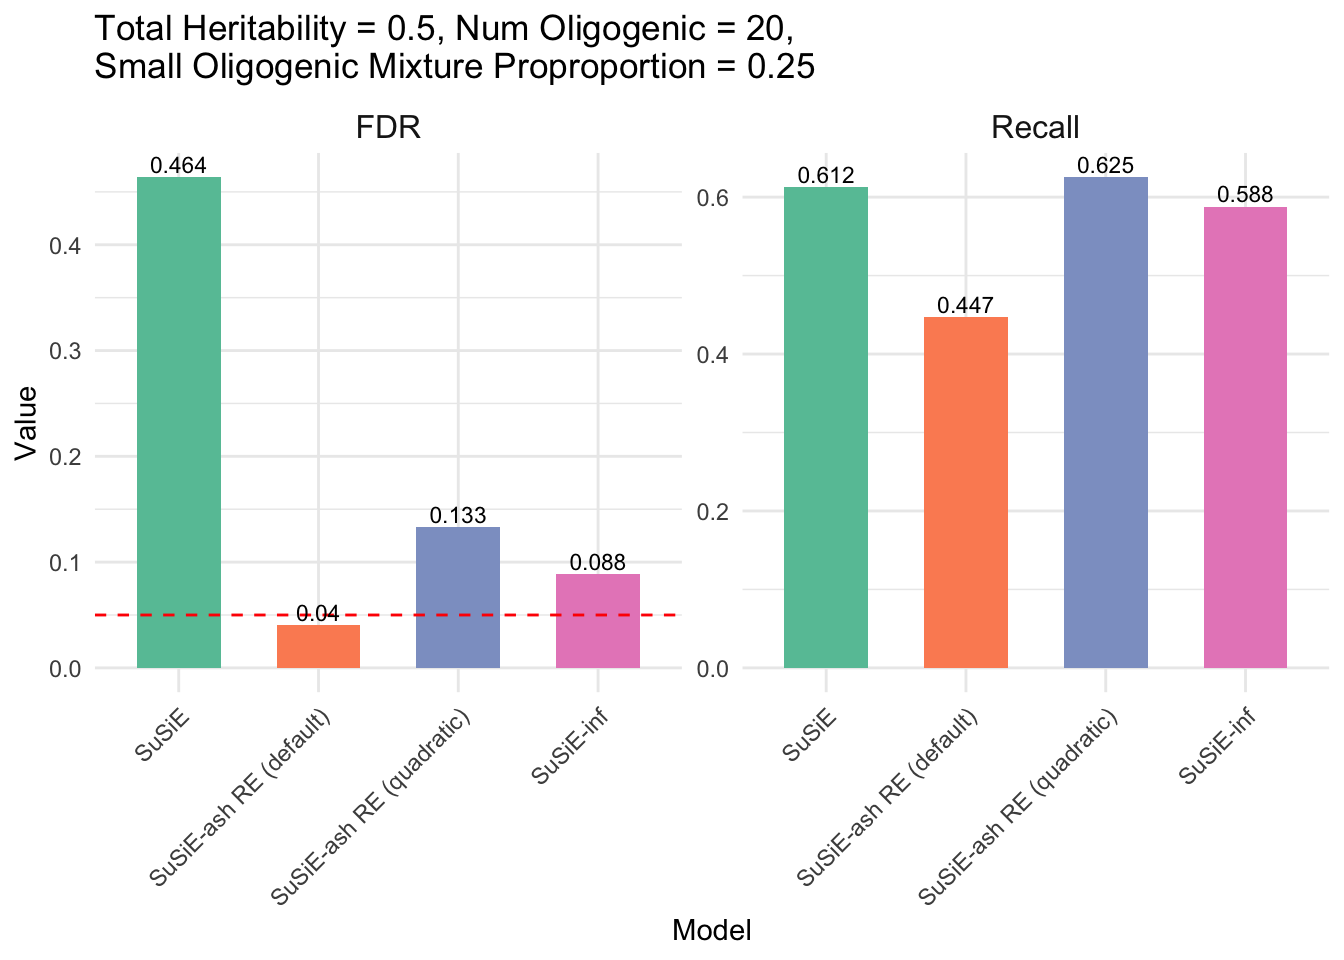 Total Heritability = 0.5, Num Oligogenic = 20,
Small Oligogenic Mixture Proproportion = 0.25
FDR
Recall
Value
0.4
0.3
0.2
0.1
0.0
0.464
0.04
0.133
0.088
0.6
0.4
0.2
0.0
0.612
0.447
0.625
0.588
SuSiE
SuSiE-ash RE (default)
SuSiE-ash RE (quadratic)
SuSiE-inf
SuSiE
SuSiE-ash RE (default)
SuSiE-ash RE (quadratic)
SuSiE-inf
Model